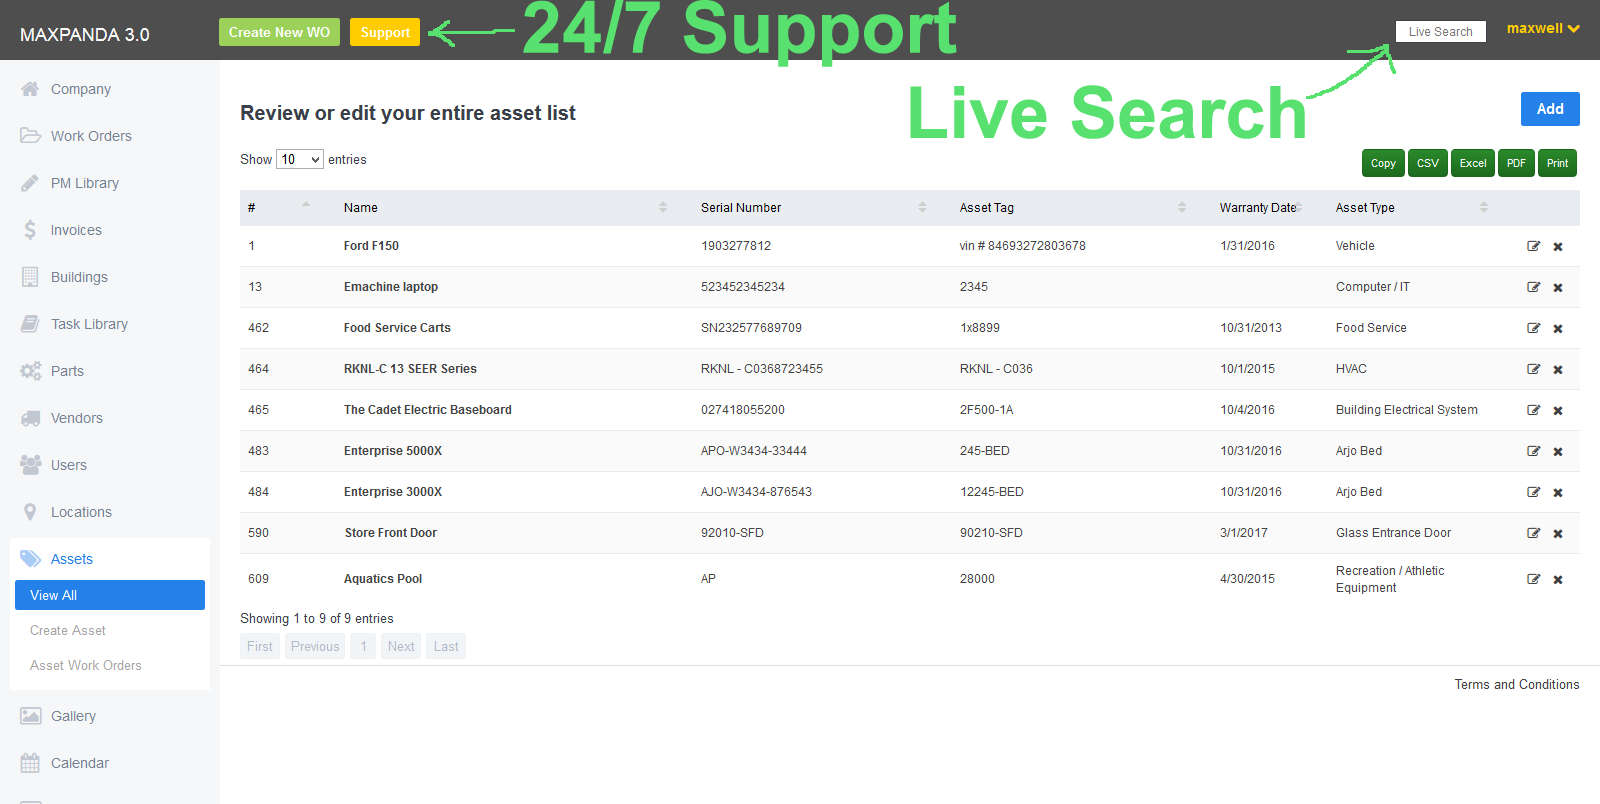 MAXPANDA 3.0 Create New WO Support 24/7 Support Live Search maxwell
Live Search
Company
Work Orders
PM Library
Invoices
Buildings
Task Library
Parts
Vendors
Users
Locations
Assets
View All
Create Asset
Asset Work Orders
Gallery
Calendar
Review or edit your entire asset list
Add
Show 10 entries
Copy CSV Excel PDF Print
# Name Serial Number Asset Tag Warranty Date Asset Type
1 Ford F150 1903277812 vin # 84693272803678 1/31/2016 Vehicle
13 Emachine laptop 523452345234 2345 Computer / IT
462 Food Service Carts SN232577689709 1x8899 10/31/2013 Food Service
464 RKNL-C 13 SEER Series RKNL - C0368723455 RKNL - C036 10/1/2015 HVAC
465 The Cadet Electric Baseboard 027418055200 2F500-1A 10/4/2016 Building Electrical System
483 Enterprise 5000X APO-W3434-33444 245-BED 10/31/2016 Arjo Bed
484 Enterprise 3000X AJO-W3434-876543 12245-BED 10/31/2016 Arjo Bed
590 Store Front Door 92010-SFD 90210-SFD 3/1/2017 Glass Entrance Door
609 Aquatics Pool AP 28000 4/30/2015 Recreation / Athletic
Equipment
Showing 1 to 9 of 9 entries
First Previous 1 Next Last
Terms and Conditions